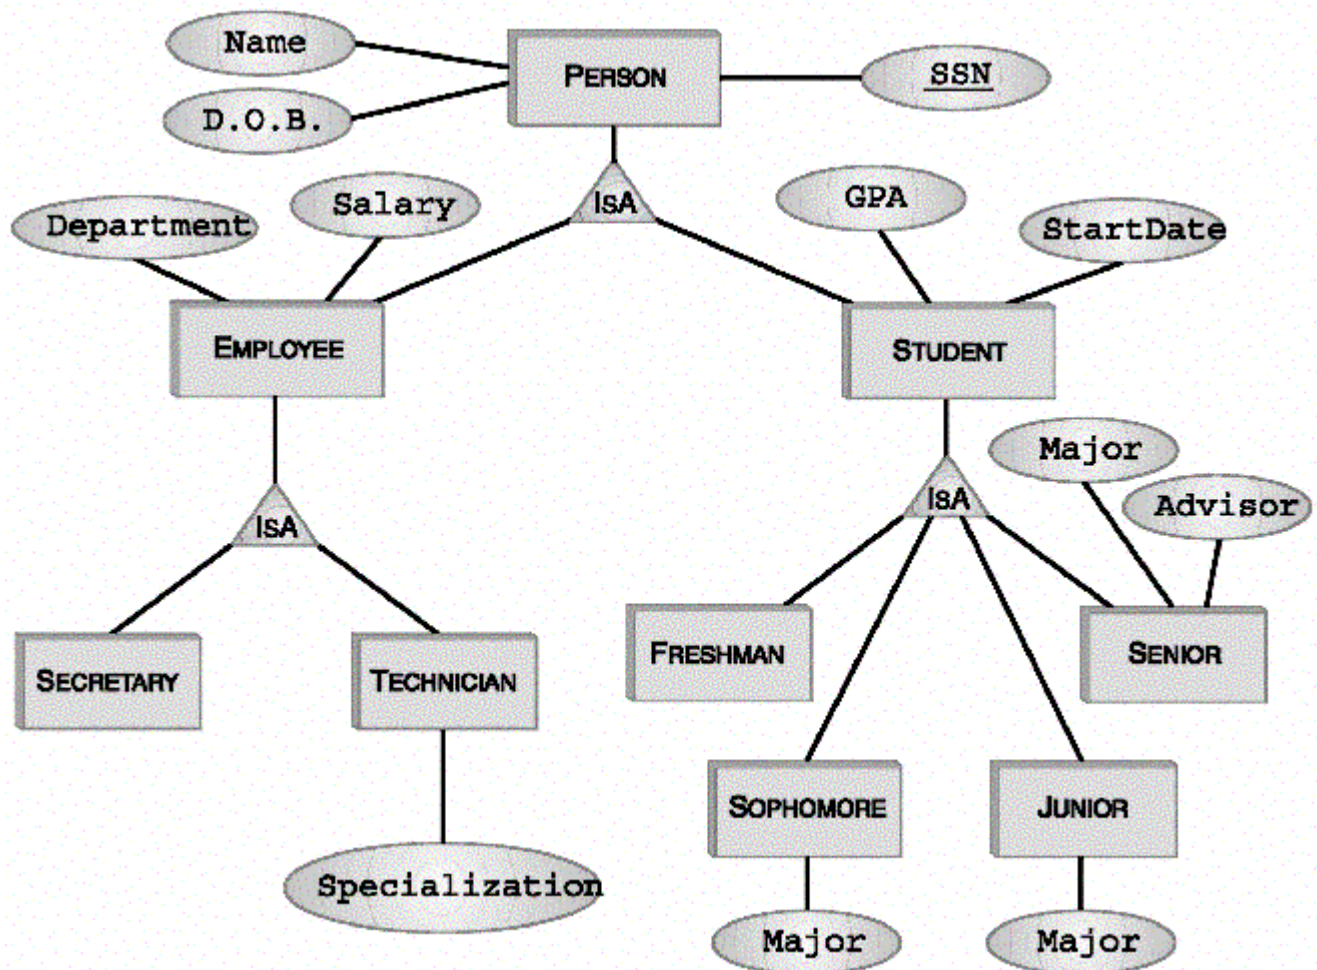 Name
PERSON
SSN
D.O.B.
IsA
GPA
Salary
Department
StartDate
EMPLOYEE
STUDENT
Major
IsA
Advisor
IsA
FRESHMAN
SENIOR
SECRETARY
TECHNICIAN
SOPHOMORE
JUNIOR
Specialization
Major
Major